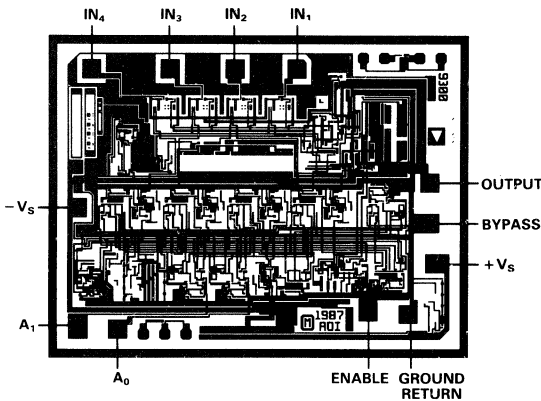 IN₄ IN₃ IN₂ IN₁
9300
OUTPUT
−Vₛ
BYPASS
+Vₛ
Ⓜ 1987
ADI
A₁
A₀
ENABLE GROUND
RETURN